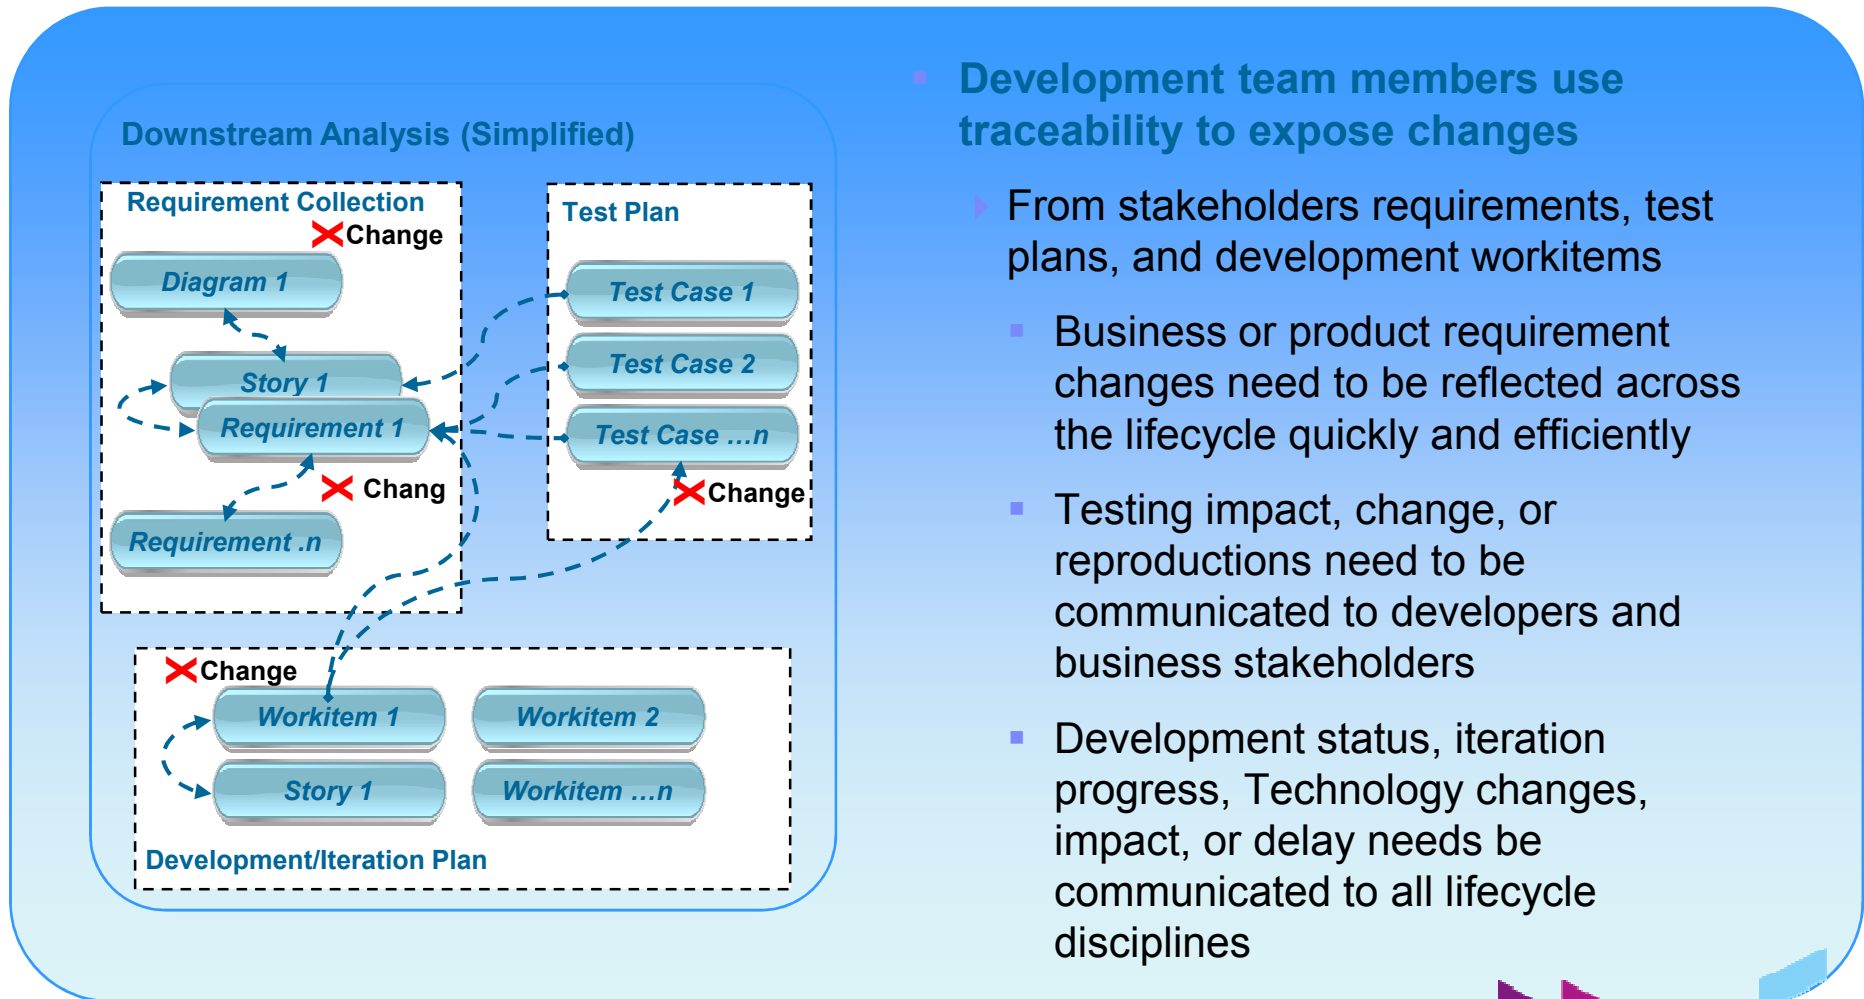 Downstream Analysis (Simplified)
Requirement Collection
Change
Diagram 1
Story 1
Requirement 1
Chang
Requirement .n
Test Plan
Test Case 1
Test Case 2
Test Case ...n
Change
Change
Workitem 1
Workitem 2
Story 1
Workitem ...n
Development/Iteration Plan
Development team members use
traceability to expose changes
From stakeholders requirements, test
plans, and development workitems
Business or product requirement
changes need to be reflected across
the lifecycle quickly and efficiently
Testing impact, change, or
reproductions need to be
communicated to developers and
business stakeholders
Development status, iteration
progress, Technology changes,
impact, or delay needs be
communicated to all lifecycle
disciplines